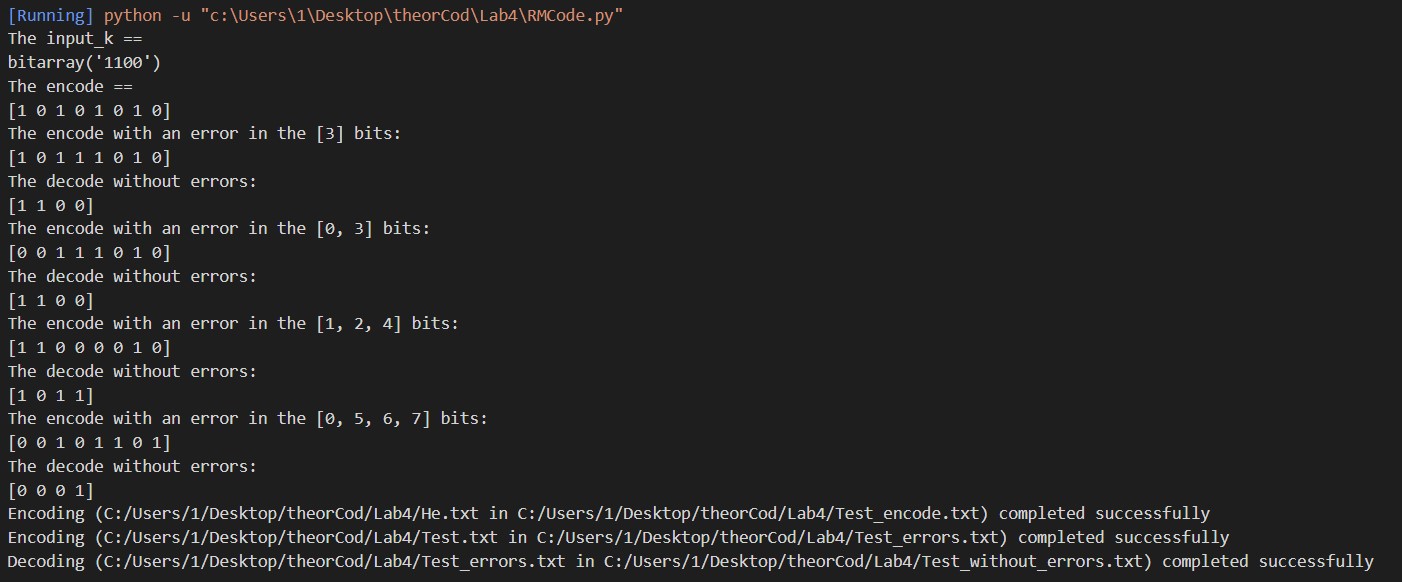 [Running] python -u "c:\Users\1\Desktop\theorCod\Lab4\RMCode.py"
The input_k ==
bitarray('1100')
The encode ==
[1 0 1 0 1 0 1 0]
The encode with an error in the [3] bits:
[1 0 1 1 1 0 1 0]
The decode without errors:
[1 1 0 0]
The encode with an error in the [0, 3] bits:
[0 0 1 1 1 0 1 0]
The decode without errors:
[1 1 0 0]
The encode with an error in the [1, 2, 4] bits:
[1 1 0 0 0 0 1 0]
The decode without errors:
[1 0 1 1]
The encode with an error in the [0, 5, 6, 7] bits:
[0 0 1 0 1 1 0 1]
The decode without errors:
[0 0 0 1]
Encoding (C:/Users/1/Desktop/theorCod/Lab4/He.txt in C:/Users/1/Desktop/theorCod/Lab4/Test_encode.txt) completed successfully
Encoding (C:/Users/1/Desktop/theorCod/Lab4/Test.txt in C:/Users/1/Desktop/theorCod/Lab4/Test_errors.txt) completed successfully
Decoding (C:/Users/1/Desktop/theorCod/Lab4/Test_errors.txt in C:/Users/1/Desktop/theorCod/Lab4/Test_without_errors.txt) completed successfully